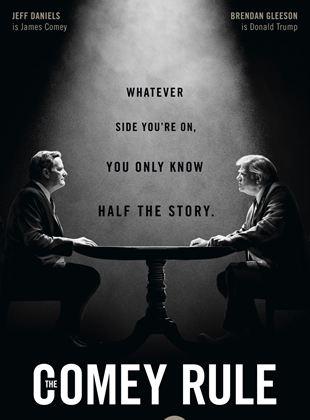 JEFF DANIELS
is James Comey
BRENDAN GLEESON
is Donald Trump
WHATEVER
SIDE YOU'RE ON,
YOU ONLY KNOW
HALF THE STORY.
THE COMEY RULE